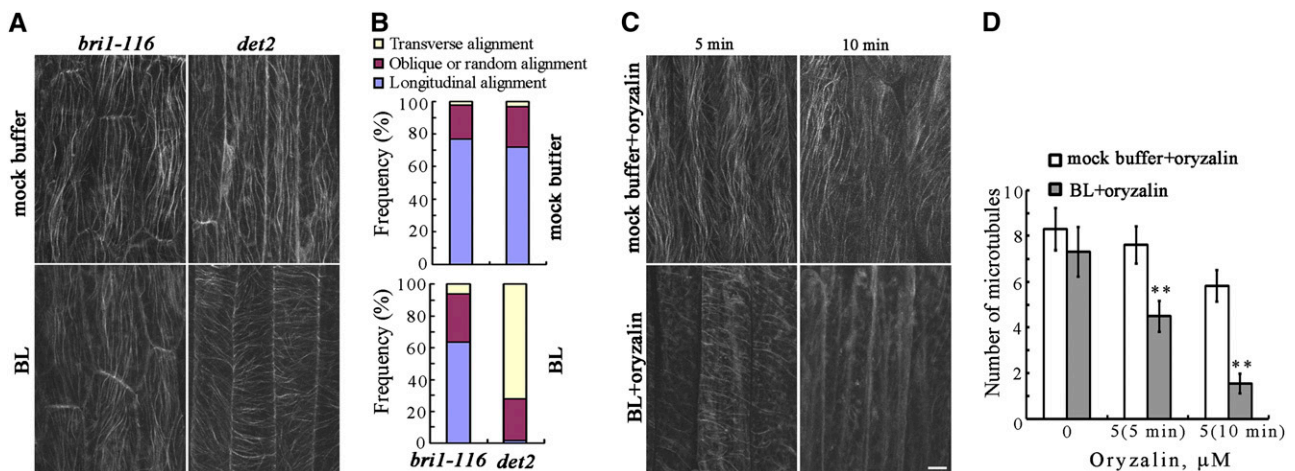 A
bri1-116 det2
mock buffer
BL
B
Transverse alignment
Oblique or random alignment
Longitudinal alignment
Frequency (%)
100
80
60
40
20
0
mock buffer
Frequency (%)
100
80
60
40
20
0
BL
bri1-116 det2
C
5 min 10 min
mock buffer+oryzalin
BL+oryzalin
D
mock buffer+oryzalin
BL+oryzalin
Number of microtubules
10
8
6
4
2
0
**
**
0 5(5 min) 5(10 min)
Oryzalin, μM